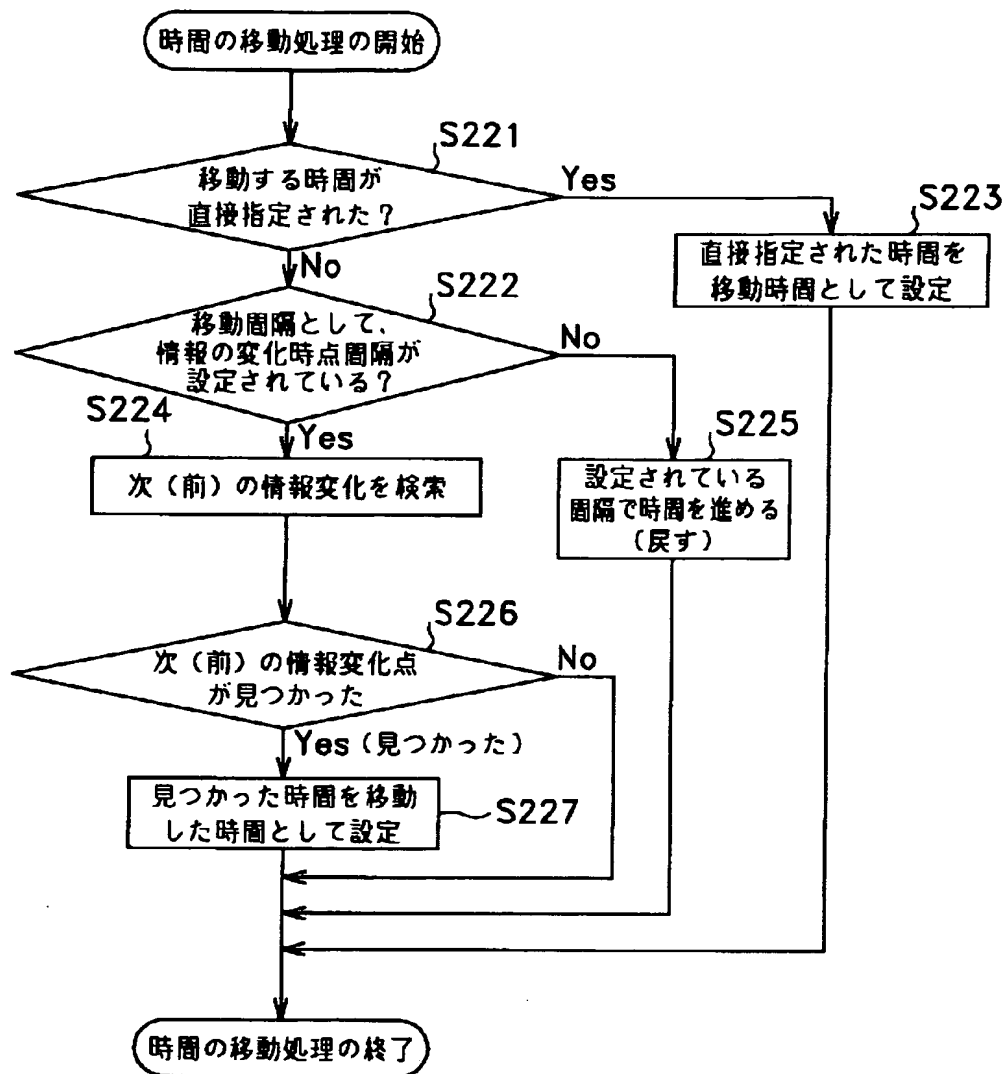 時間の移動処理の開始
S221
移動する時間が
直接指定された？
Yes
S223
直接指定された時間を
移動時間として設定
No
S222
移動間隔として、
情報の変化時点間隔が
設定されている？
No
S224
Yes
次（前）の情報変化を検索
S225
設定されている
間隔で時間を進める
（戻す）
S226
次（前）の情報変化点
が見つかった
No
Yes（見つかった）
見つかった時間を移動
した時間として設定
S227
時間の移動処理の終了